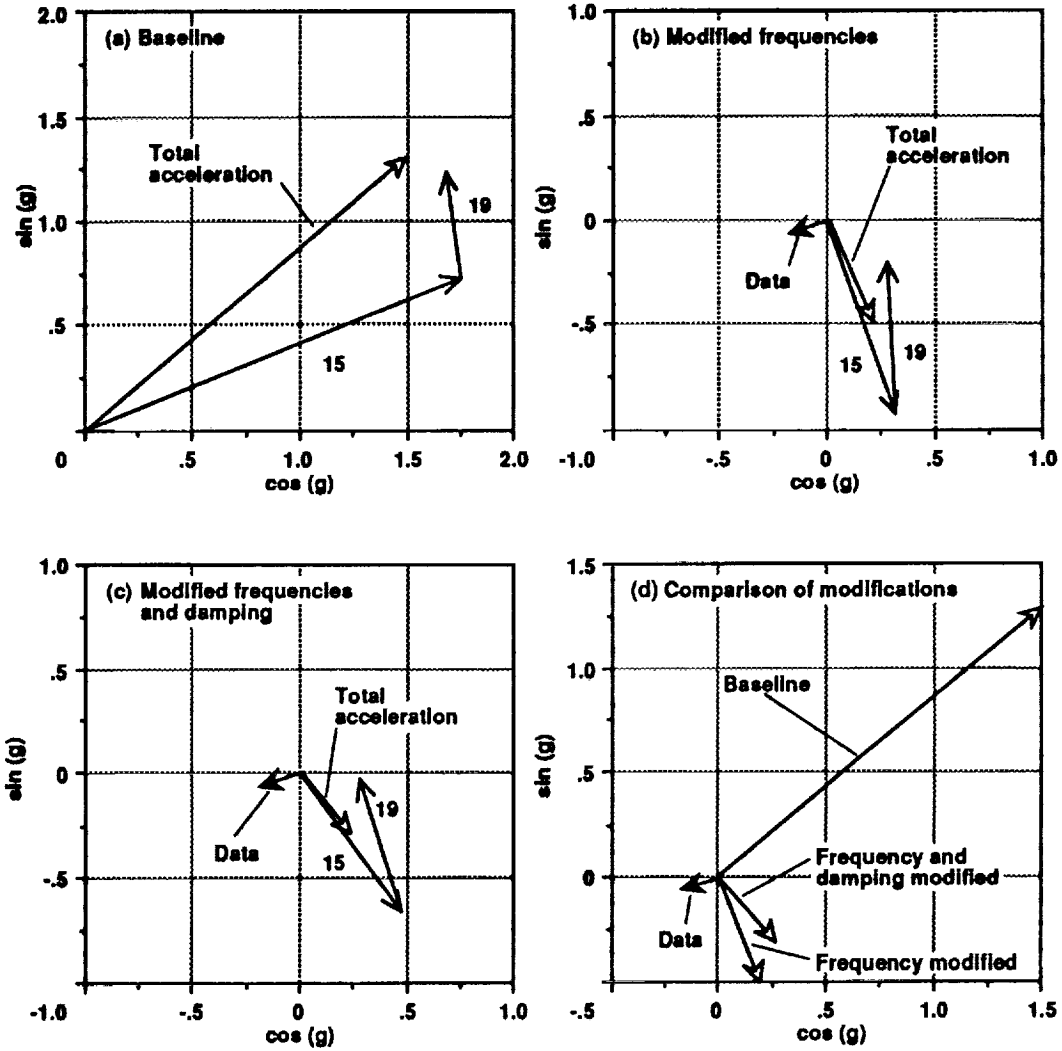 (a) Baseline
2.0
1.5
1.0
.5
0
.5
1.0
1.5
2.0
sin (g)
cos (g)
Total
acceleration
19
15
(b) Modified frequencies
1.0
.5
0
-.5
-1.0
-.5
0
.5
1.0
sin (g)
cos (g)
Total
acceleration
Data
15
19
(c) Modified frequencies
and damping
1.0
.5
0
-.5
-1.0
-.5
0
.5
1.0
sin (g)
cos (g)
Total
acceleration
Data
19
15
(d) Comparison of modifications
1.5
1.0
.5
0
-.5
0
.5
1.0
1.5
sin (g)
cos (g)
Baseline
Frequency and
damping modified
Data
Frequency modified